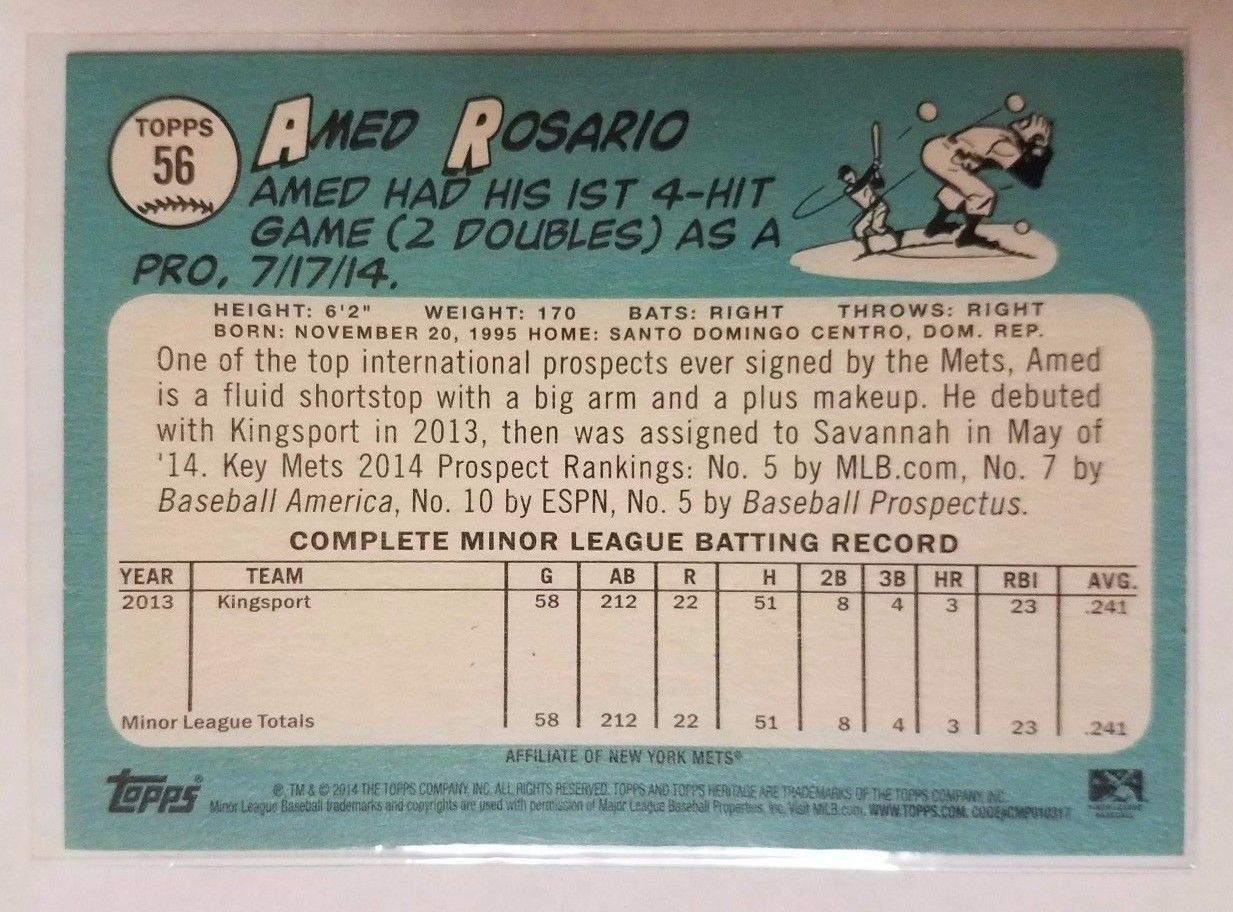 TOPPS
56
AMED ROSARIO
AMED HAD HIS 1ST 4-HIT
GAME (2 DOUBLES) AS A
PRO, 7/17/14.
HEIGHT: 6'2" WEIGHT: 170 BATS: RIGHT THROWS: RIGHT
BORN: NOVEMBER 20, 1995 HOME: SANTO DOMINGO CENTRO, DOM. REP.
One of the top international prospects ever signed by the Mets, Amed
is a fluid shortstop with a big arm and a plus makeup. He debuted
with Kingsport in 2013, then was assigned to Savannah in May of
'14. Key Mets 2014 Prospect Rankings: No. 5 by MLB.com, No. 7 by
Baseball America, No. 10 by ESPN, No. 5 by Baseball Prospectus.
COMPLETE MINOR LEAGUE BATTING RECORD
YEAR TEAM G AB R H 2B 3B HR RBI AVG.
2013 Kingsport 58 212 22 51 8 4 3 23 .241
Minor League Totals 58 212 22 51 8 4 3 23 .241
AFFILIATE OF NEW YORK METS®
Topps®
®, TM & © 2014 THE TOPPS COMPANY, INC. ALL RIGHTS RESERVED. TOPPS AND TOPPS HERITAGE ARE TRADEMARKS OF THE TOPPS COMPANY, INC.
Minor League Baseball trademarks and copyrights are used with permission of Major League Baseball Properties, Inc. Visit MiLB.com. WWW.TOPPS.COM. CODE#CMP010317
MINOR LEAGUE
BASEBALL